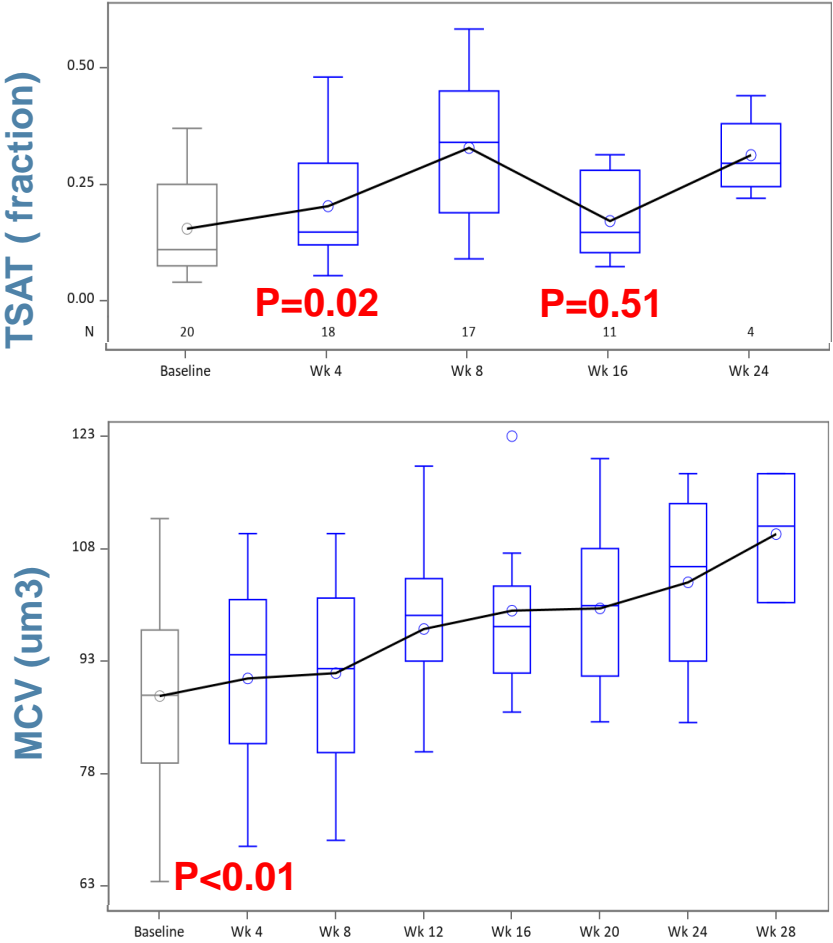 TSAT ( fraction)
0.50
0.25
0.00
P=0.02 P=0.51
N 20 18 17 11 4
Baseline Wk 4 Wk 8 Wk 16 Wk 24
MCV (um3)
123
108
93
78
63
P<0.01
Baseline Wk 4 Wk 8 Wk 12 Wk 16 Wk 20 Wk 24 Wk 28